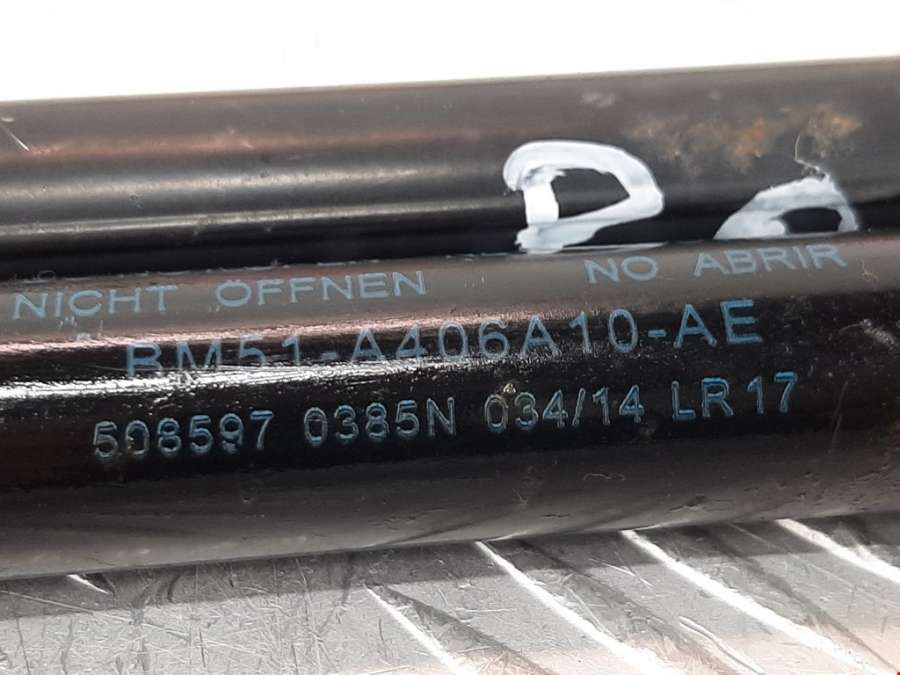 NICHT ÖFFNEN NO ABRIR
BM51-A406A10-AE
508597 0385N 034/14 LR 17